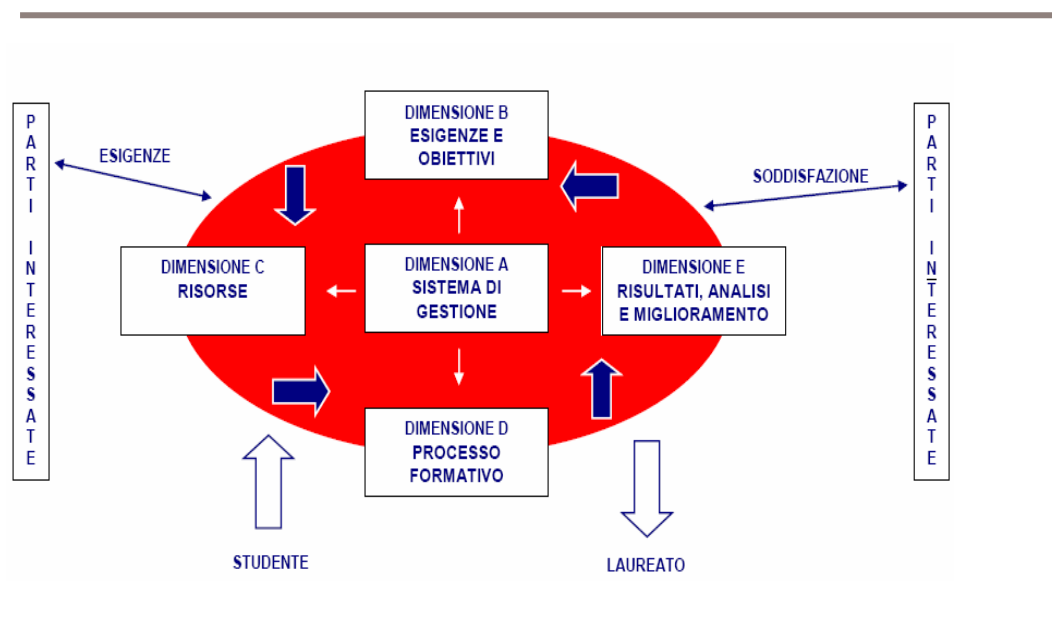 PARTI INTERESSATE
ESIGENZE
DIMENSIONE B
ESIGENZE E
OBIETTIVI
SODDISFAZIONE
PARTI INTERESSATE
DIMENSIONE C
RISORSE
DIMENSIONE A
SISTEMA DI
GESTIONE
DIMENSIONE E
RISULTATI, ANALISI
E MIGLIORAMENTO
DIMENSIONE D
PROCESSO
FORMATIVO
STUDENTE
LAUREATO